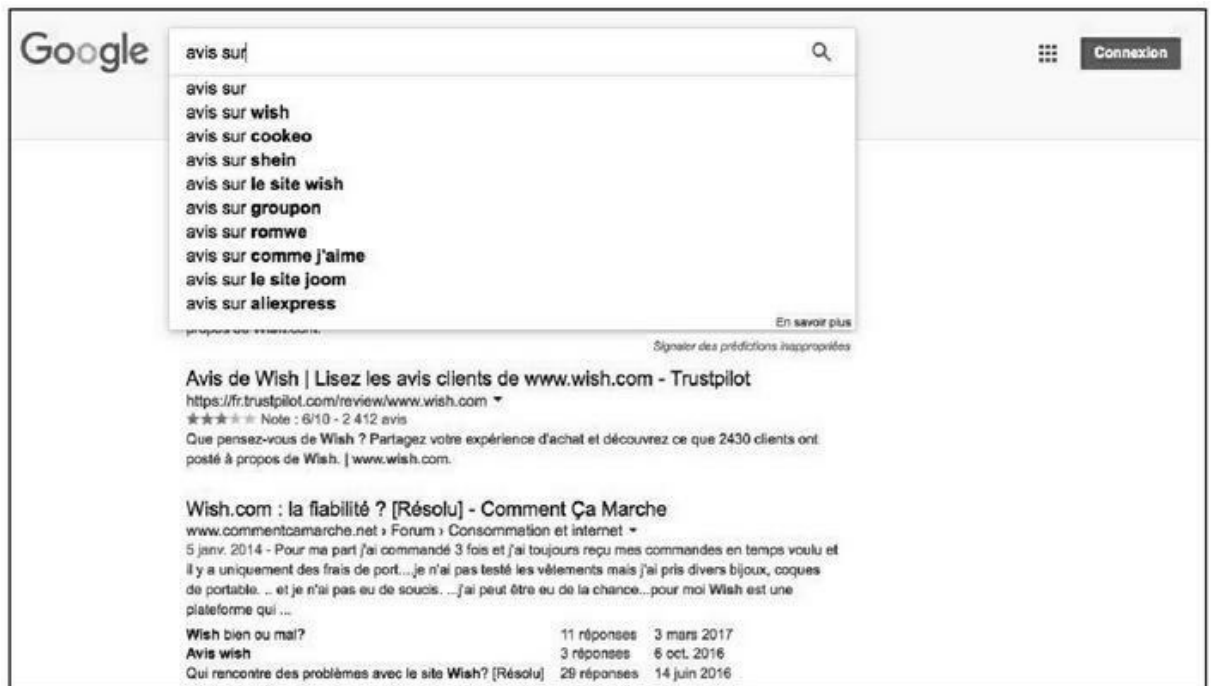 Google
avis sur
Connexion
avis sur
avis sur wish
avis sur cookeo
avis sur shein
avis sur le site wish
avis sur groupon
avis sur romwe
avis sur comme j'aime
avis sur le site joom
avis sur aliexpress
En savoir plus
Signaler des prédictions inappropriées
Avis de Wish | Lisez les avis clients de www.wish.com - Trustpilot
https://fr.trustpilot.com/review/www.wish.com
Note : 6/10 - 2 412 avis
Que pensez-vous de Wish ? Partagez votre expérience d'achat et découvrez ce que 2430 clients ont
posté à propos de Wish. | www.wish.com.
Wish.com : la fiabilité ? [Résolu] - Comment Ça Marche
www.commentcamarche.net › Forum › Consommation et internet
5 janv. 2014 - Pour ma part j'ai commandé 3 fois et j'ai toujours reçu mes commandes en temps voulu et
il y a uniquement des frais de port....je n'ai pas testé les vêtements mais j'ai pris divers bijoux, coques
de portable. .. et je n'ai pas eu de soucis. ...j'ai peut être eu de la chance...pour moi Wish est une
plateforme qui ...
Wish bien ou mal? 11 réponses 3 mars 2017
Avis wish 3 réponses 6 oct. 2016
Qui rencontre des problèmes avec le site Wish? [Résolu] 29 réponses 14 juin 2016